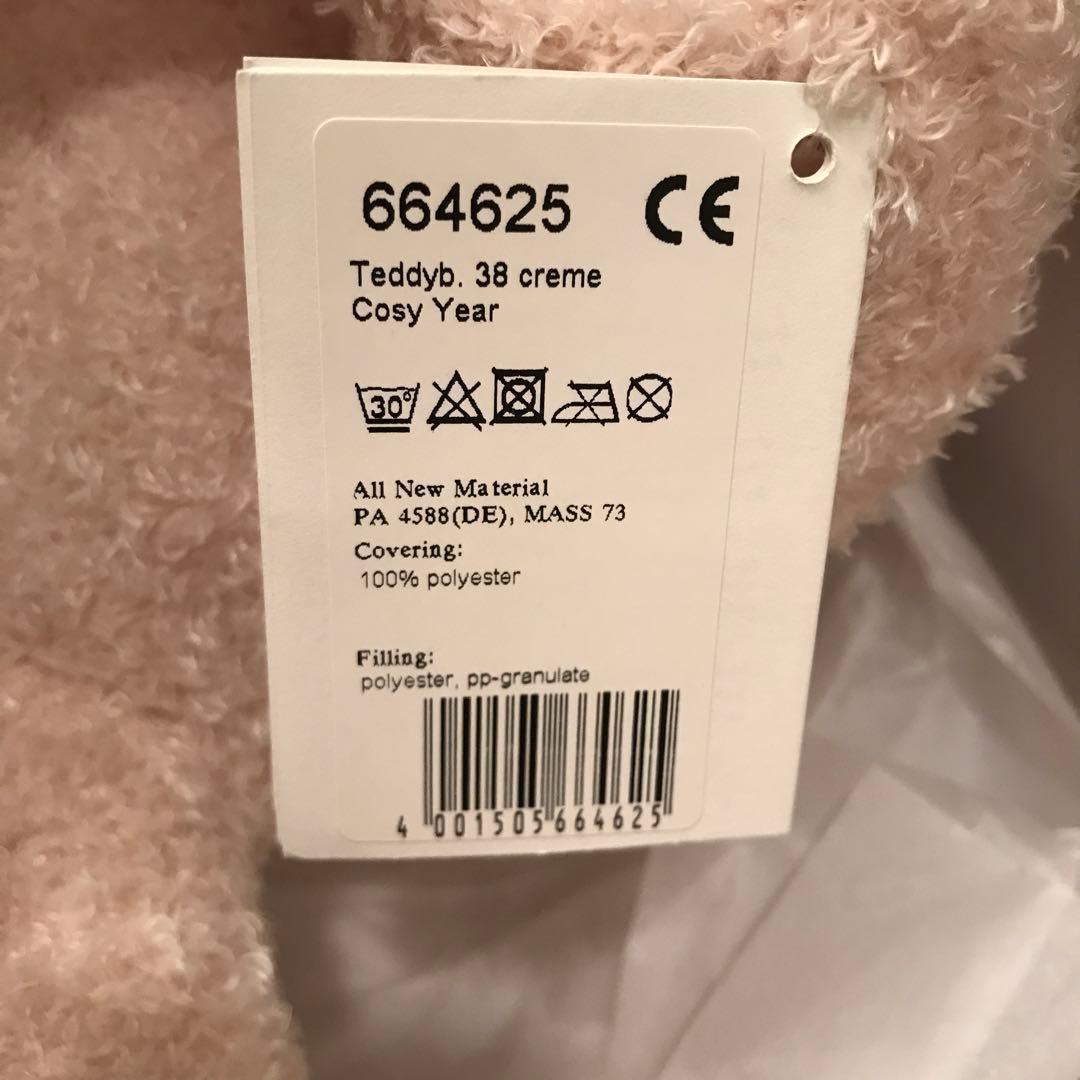 664625 CE
Teddyb. 38 creme
Cosy Year
30°
All New Material
PA 4588(DE), MASS 73
Covering:
100% polyester
Filling:
polyester, pp-granulate
4 001505 664625